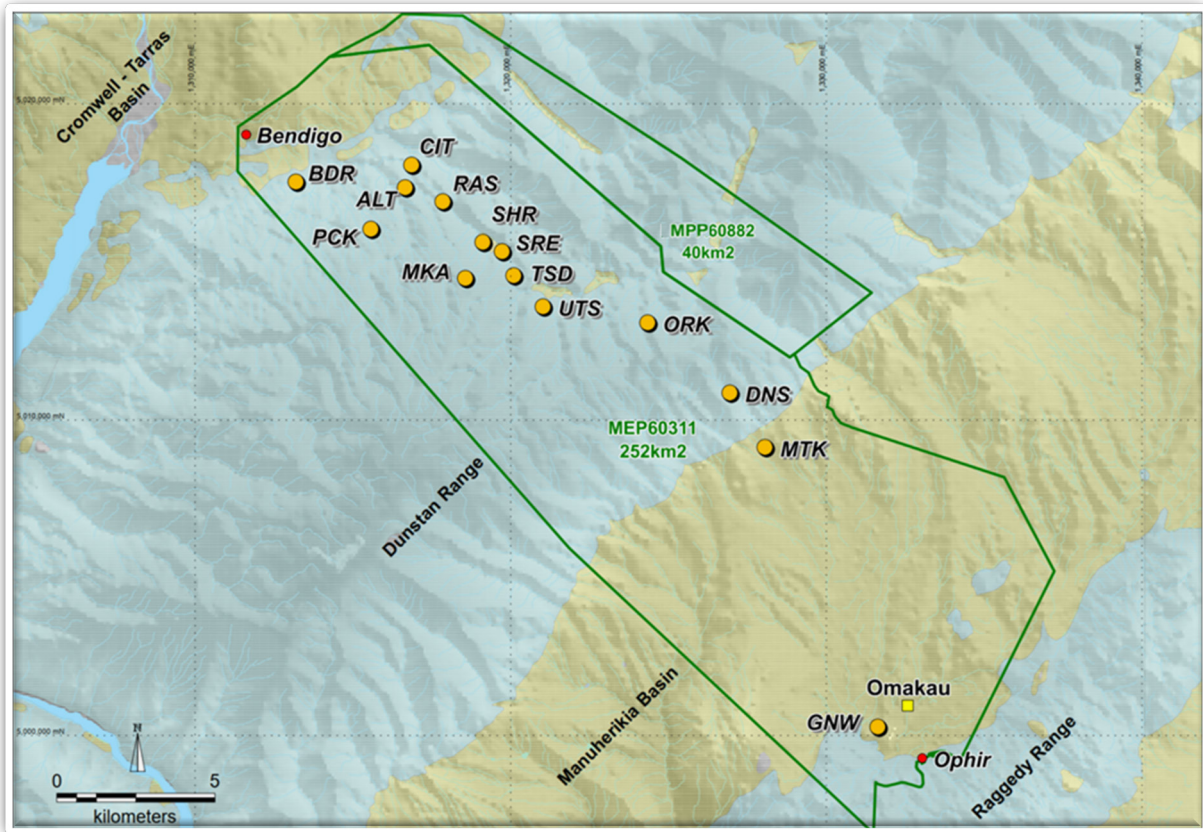 Cromwell - Tarras
Basin
1,310,000 mE
1,320,000 mE
1,330,000 mE
1,340,000 mE
5,020,000 mN
Bendigo
CIT
BDR
ALT
RAS
SHR
PCK
SRE
MPP60882
40km2
MKA
TSD
UTS
ORK
DNS
5,010,000 mN
MEP60311
252km2
MTK
Dunstan Range
Manuherikia Basin
Omakau
GNW
5,000,000 mN
N
Ophir
Raggedy Range
0 5
kilometers